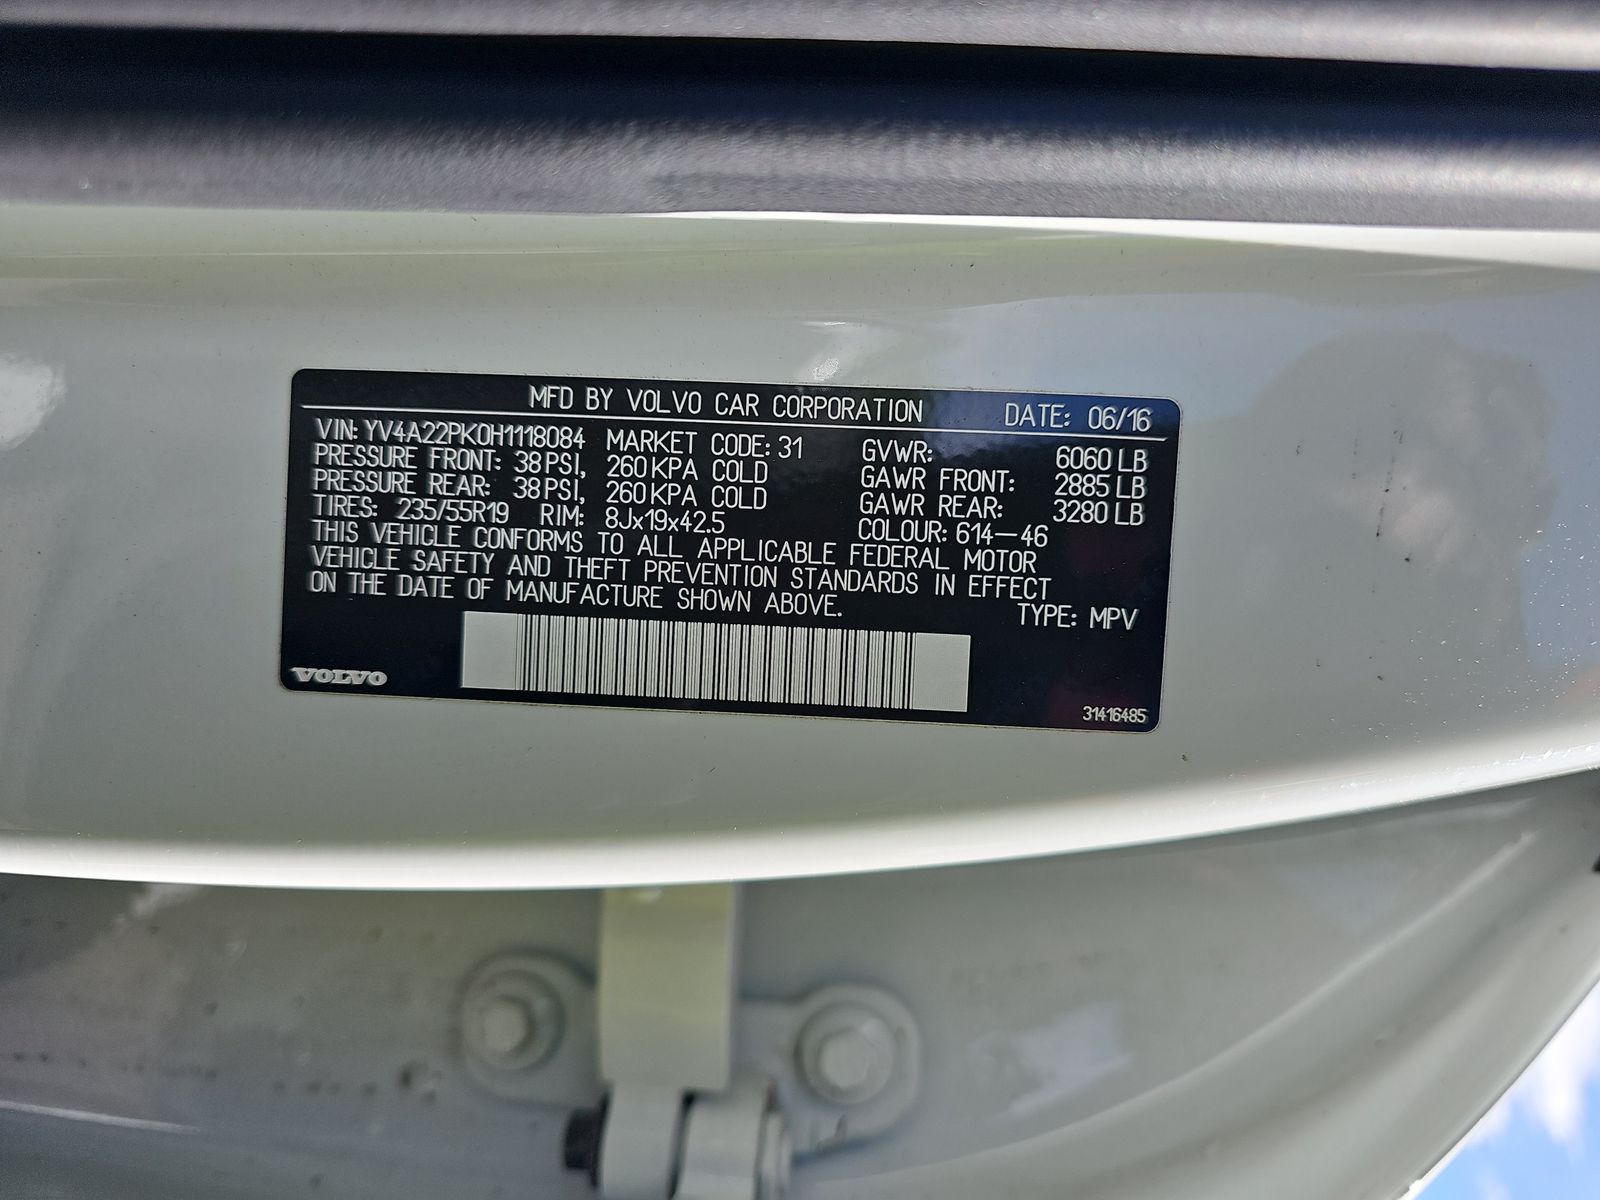 MFD BY VOLVO CAR CORPORATION DATE: 06/16
VIN: YV4A22PK0H1118084 MARKET CODE: 31 GVWR: 6060 LB
PRESSURE FRONT: 38 PSI, 260 KPA COLD GAWR FRONT: 2885 LB
PRESSURE REAR: 38 PSI, 260 KPA COLD GAWR REAR: 3280 LB
TIRES: 235/55R19 RIM: 8Jx19x42.5 COLOUR: 614-46
THIS VEHICLE CONFORMS TO ALL APPLICABLE FEDERAL MOTOR
VEHICLE SAFETY AND THEFT PREVENTION STANDARDS IN EFFECT
ON THE DATE OF MANUFACTURE SHOWN ABOVE. TYPE: MPV
VOLVO
31416485